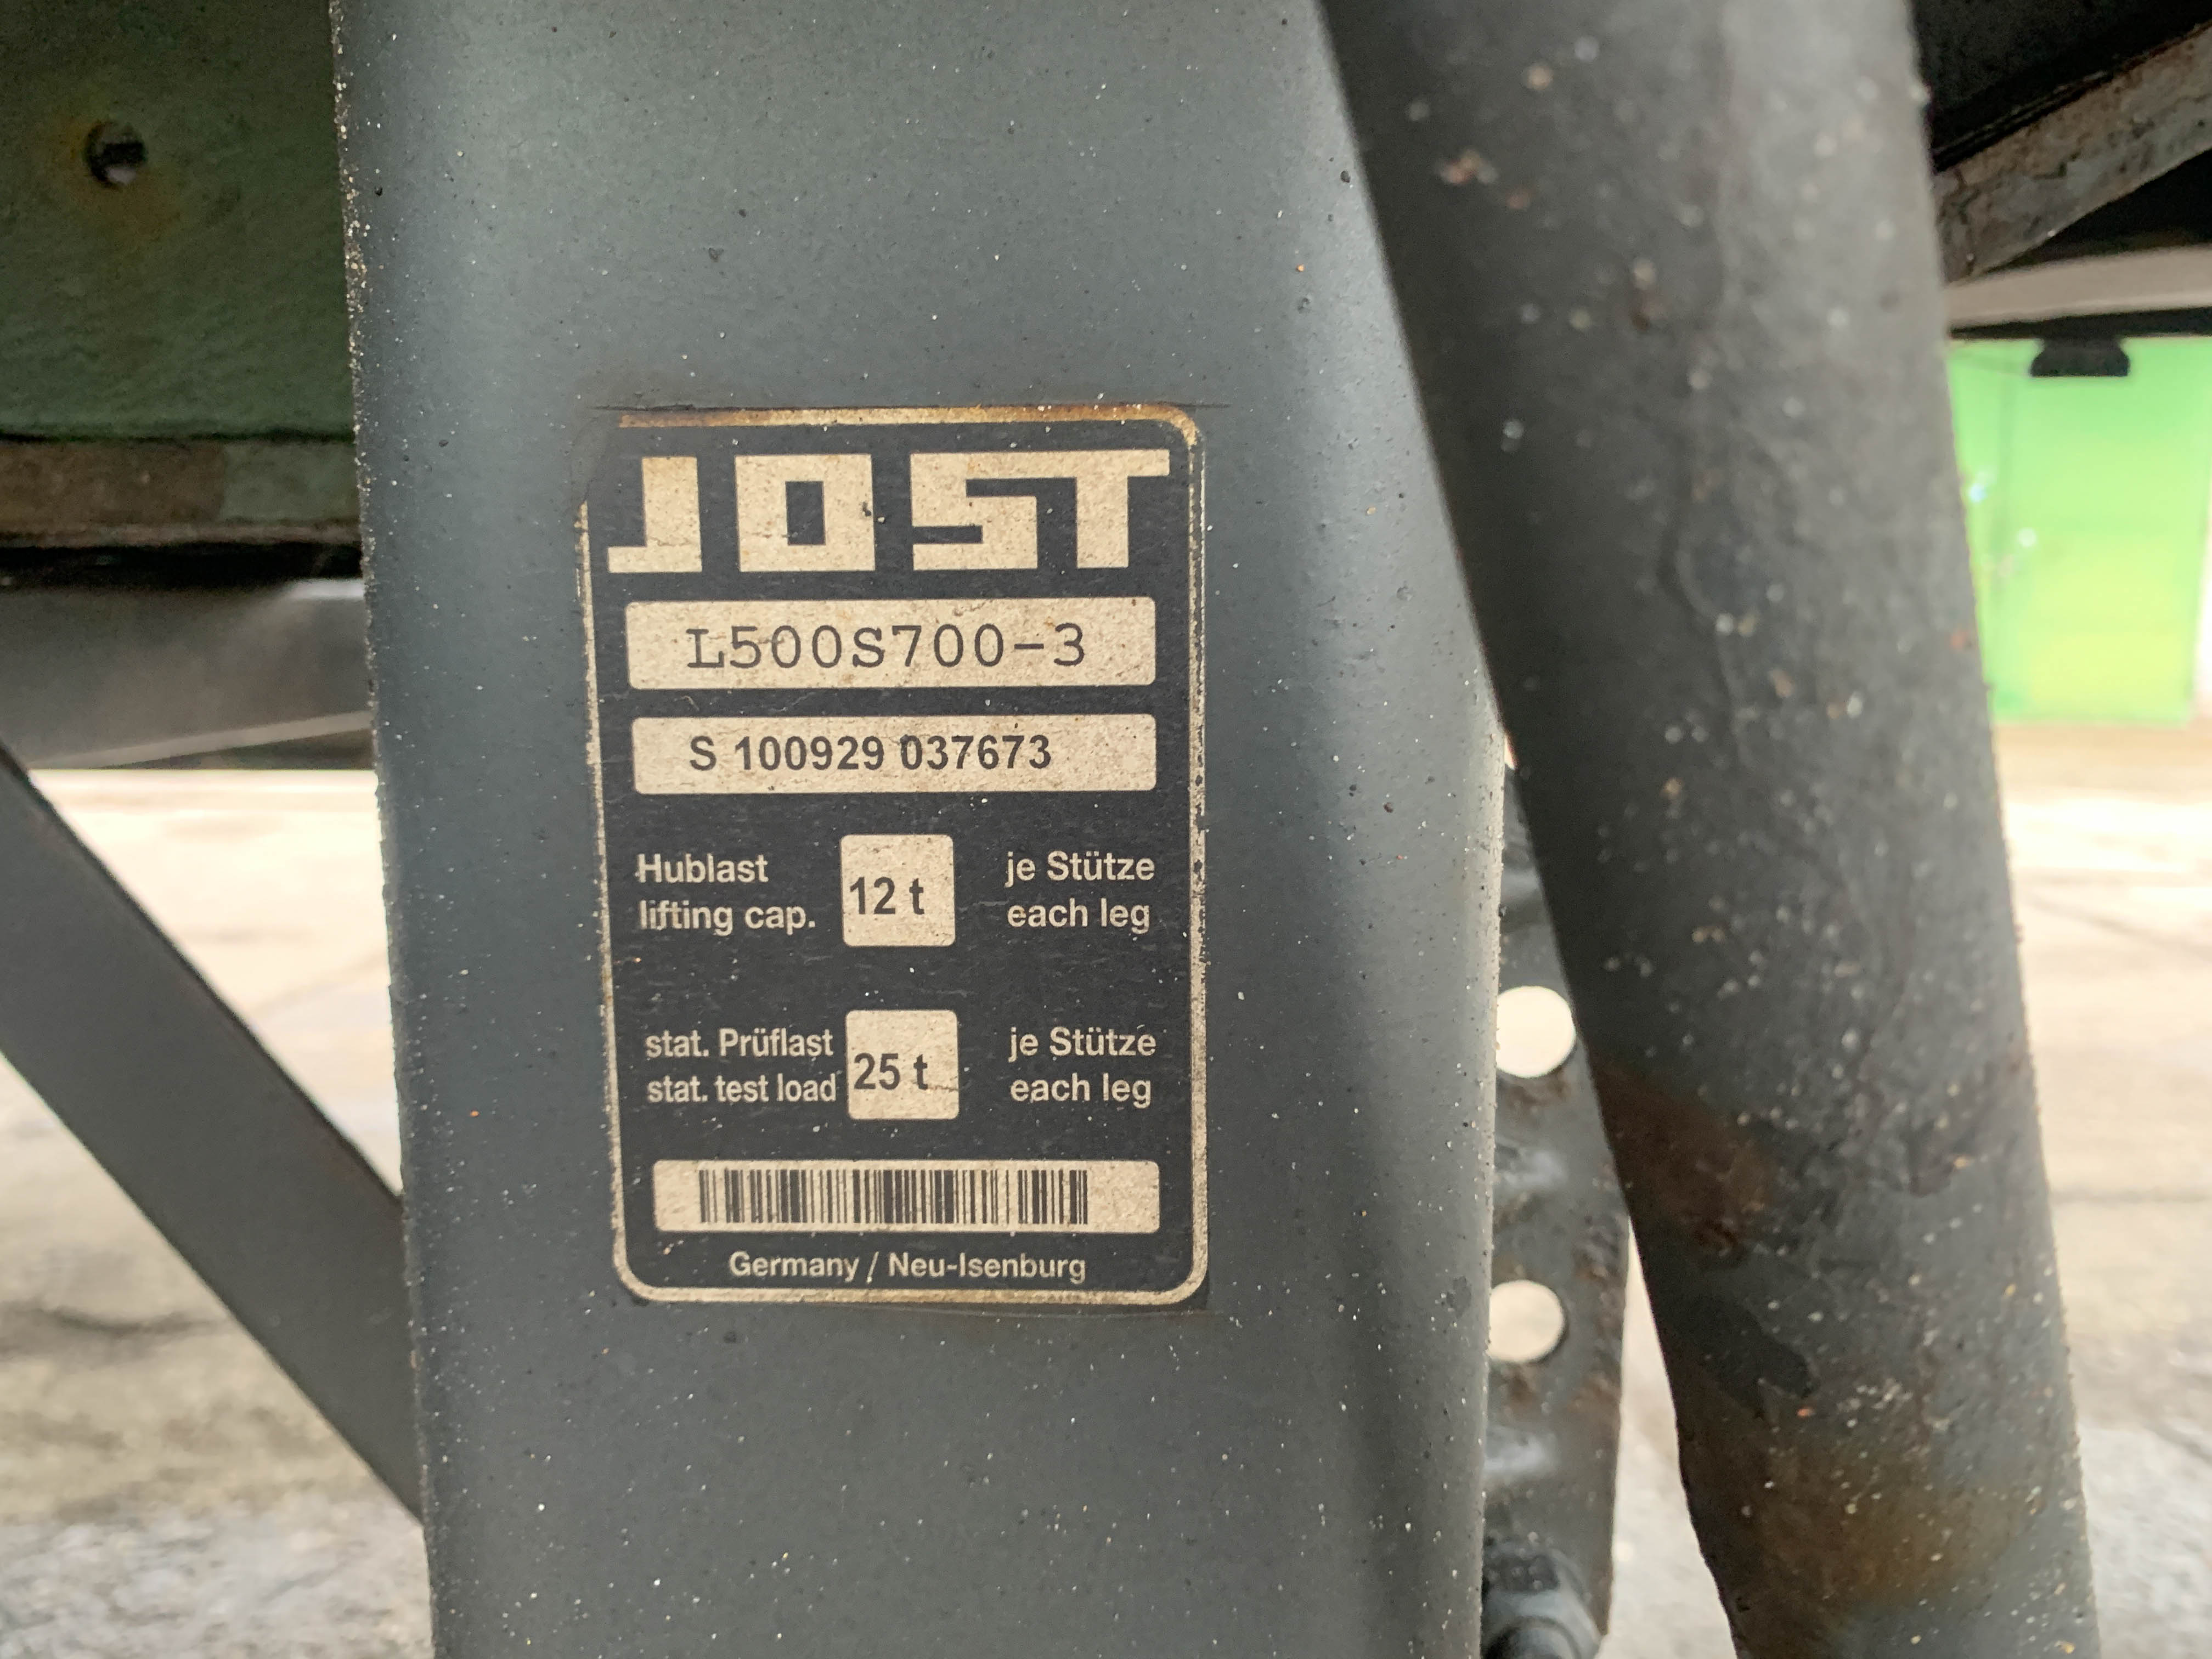 JOST
L500S700-3
S 100929 037673
Hublast
lifting cap.
12 t
je Stütze
each leg
stat. Prüflast
stat. test load
25 t
je Stütze
each leg
Germany / Neu-Isenburg